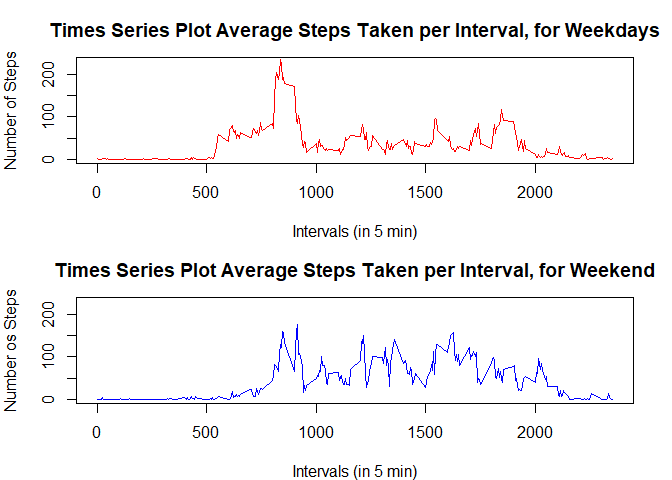 Times Series Plot Average Steps Taken per Interval, for Weekdays
Number of Steps
200
100
0
0 500 1000 1500 2000
Intervals (in 5 min)
Times Series Plot Average Steps Taken per Interval, for Weekend
Number os Steps
200
100
0
0 500 1000 1500 2000
Intervals (in 5 min)